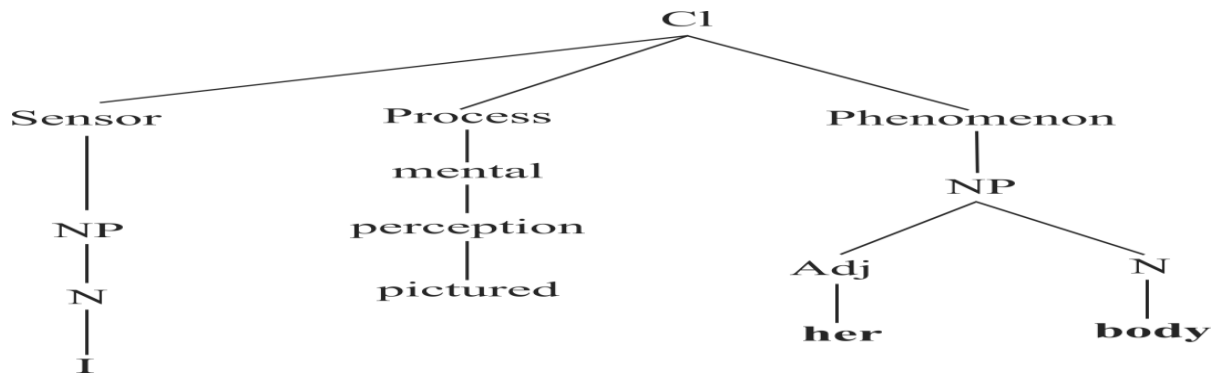 Cl
Sensor Process Phenomenon
mental
NP
NP perception
Adj N
N pictured
her body
I